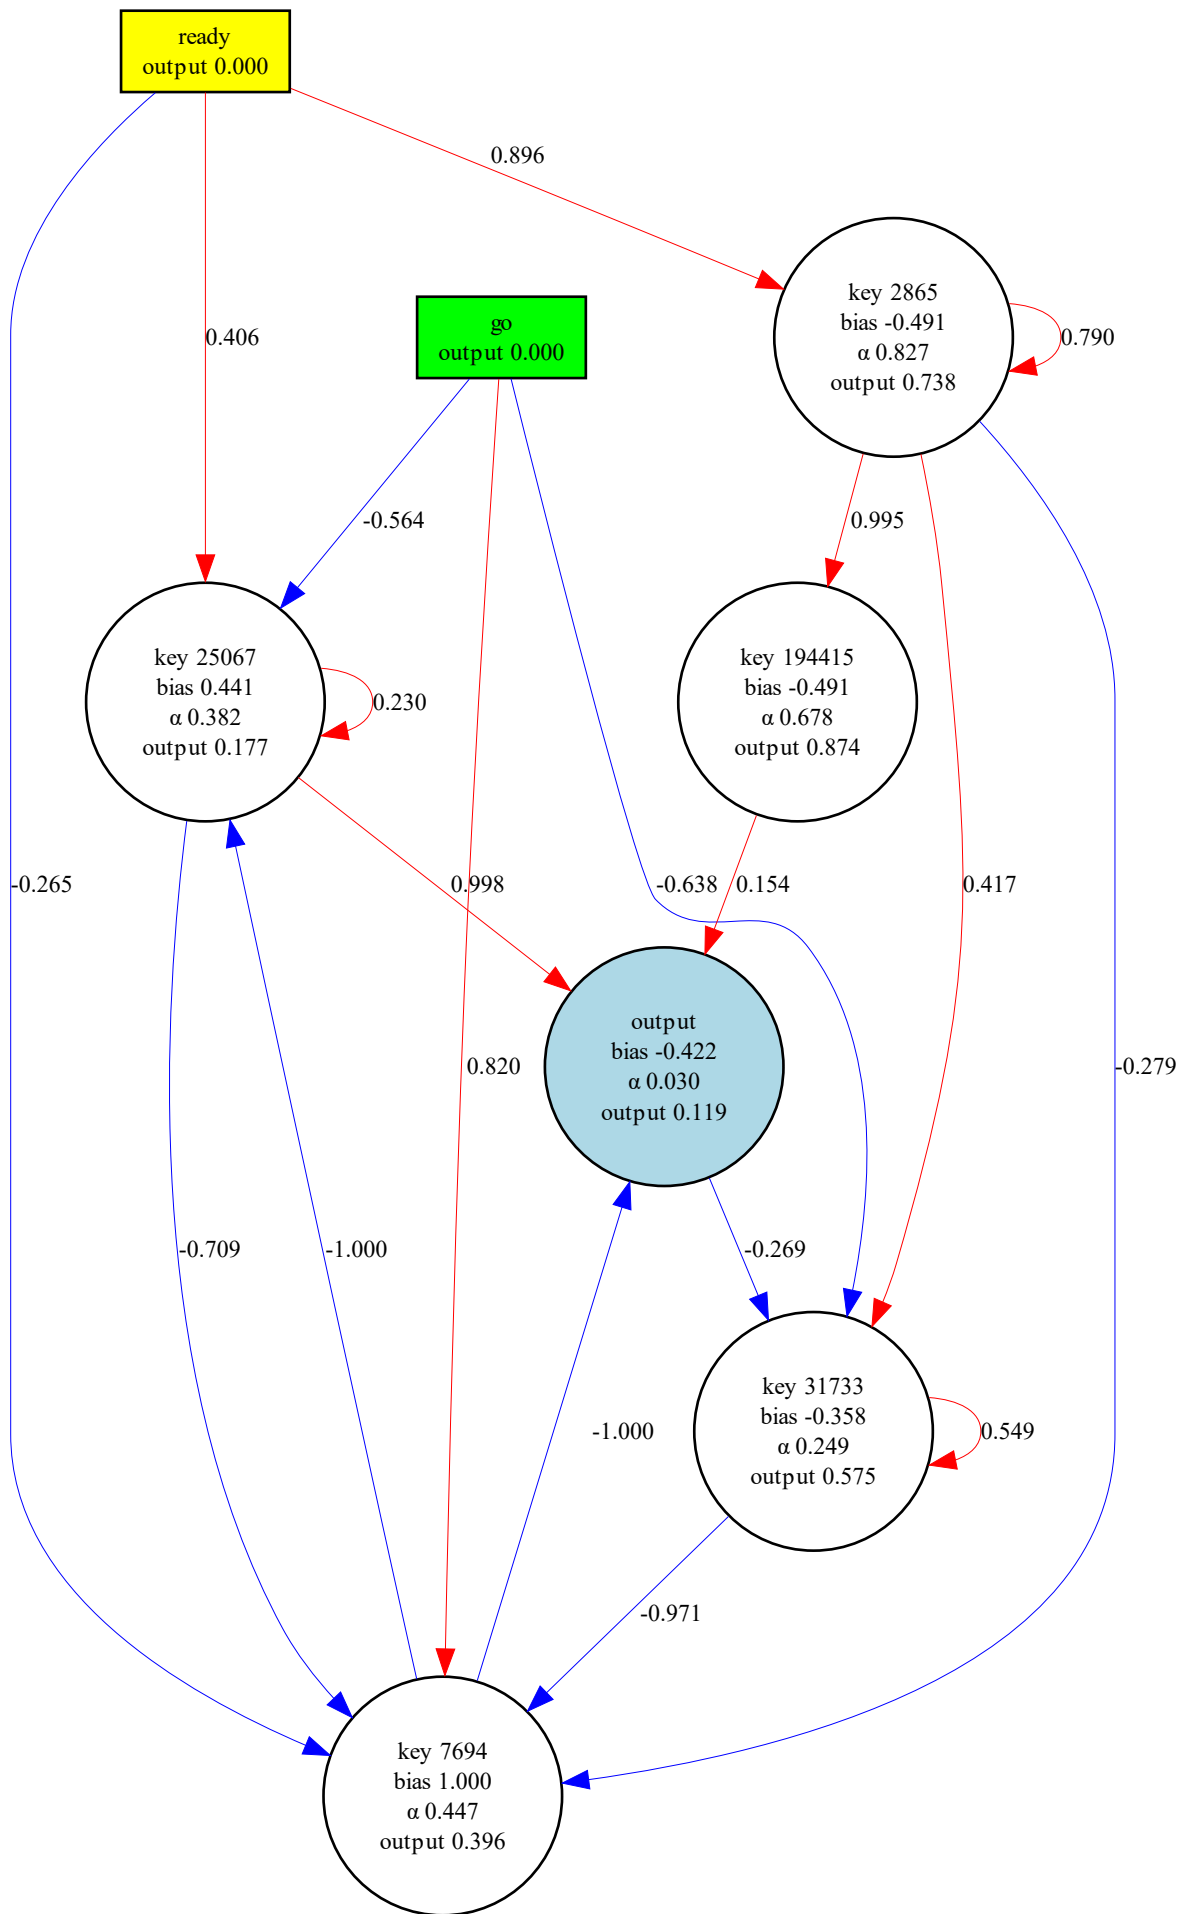 ready
output 0.000
0.896
key 2865
bias -0.491
α 0.827
output 0.738
0.790
go
output 0.000
0.406
-0.564
0.995
key 25067
bias 0.441
α 0.382
output 0.177
0.230
key 194415
bias -0.491
α 0.678
output 0.874
-0.265
0.998
-0.638
0.154
0.417
output
bias -0.422
α 0.030
output 0.119
0.820
-0.279
-0.709
-1.000
-0.269
key 31733
bias -0.358
α 0.249
output 0.575
-1.000
0.549
-0.971
key 7694
bias 1.000
α 0.447
output 0.396